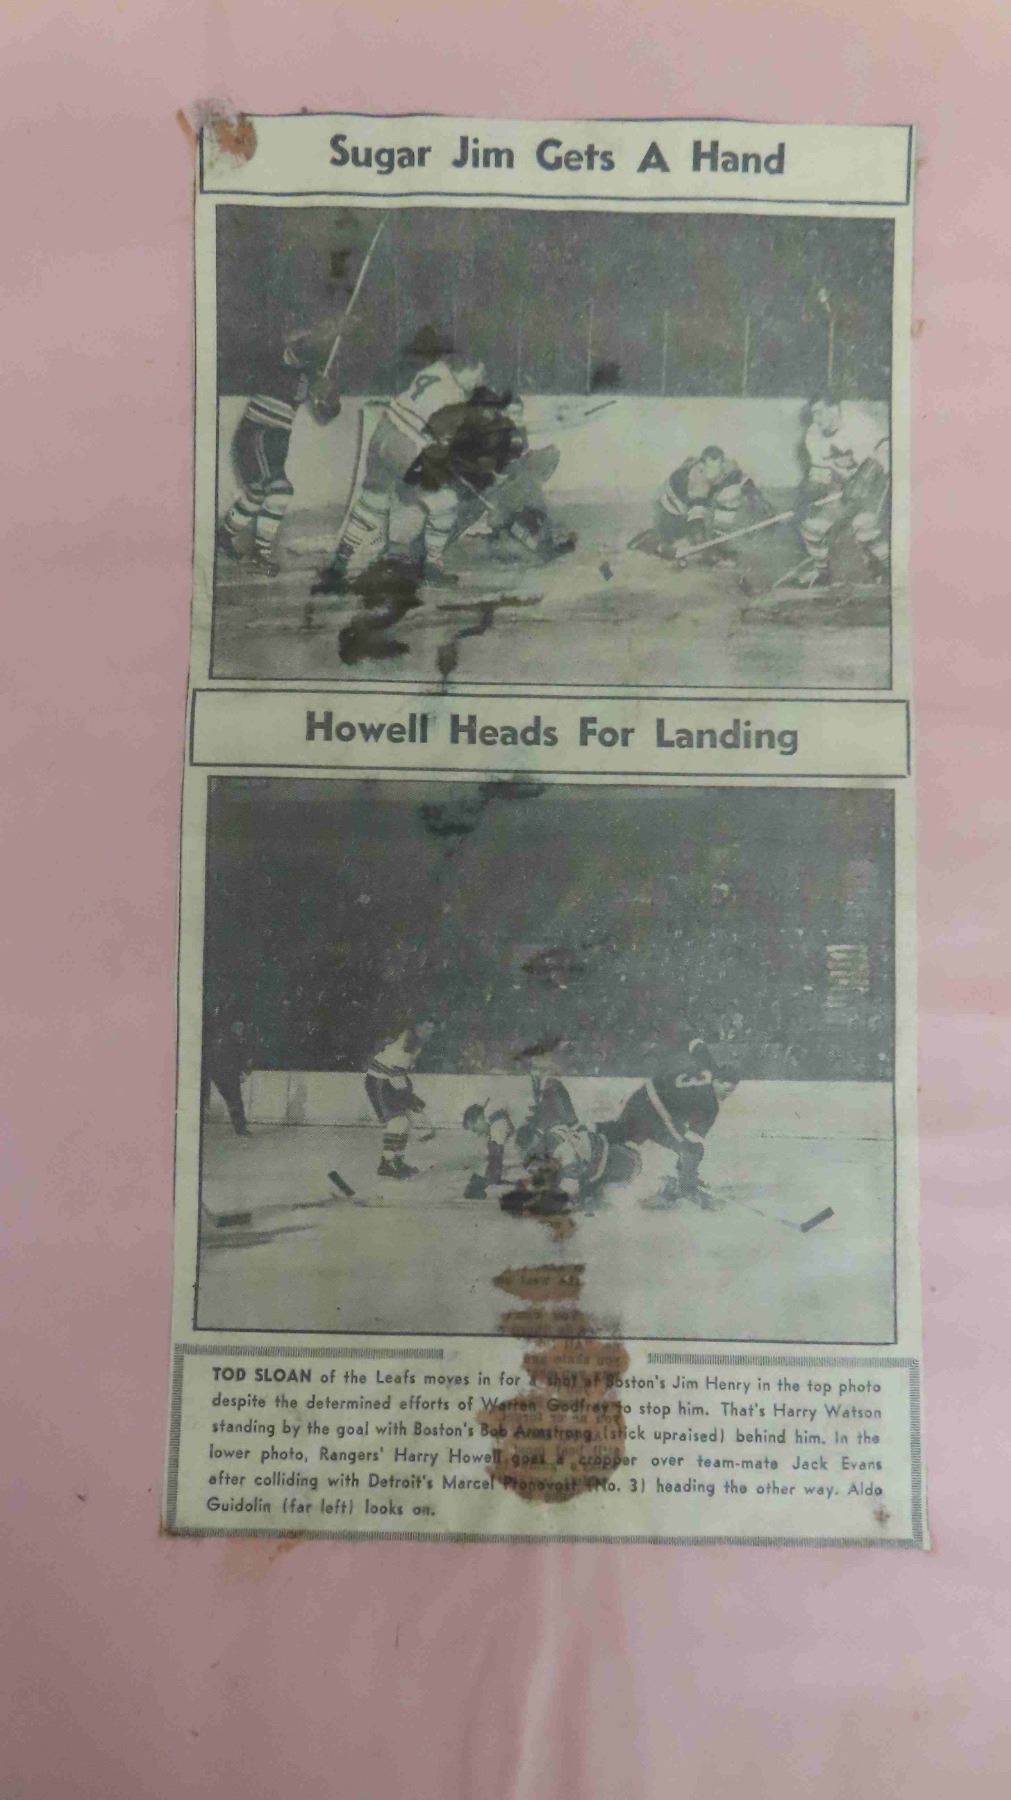 Sugar Jim Gets A Hand
4
Howell Heads For Landing
3
TOD SLOAN of the Leafs moves in for a shot at Boston's Jim Henry in the top photo
despite the determined efforts of Warren Godfrey to stop him. That's Harry Watson
standing by the goal with Boston's Bob Armstrong (stick upraised) behind him. In the
lower photo, Rangers' Harry Howell goes a cropper over team-mate Jack Evans
after colliding with Detroit's Marcel Pronovost (No. 3) heading the other way. Aldo
Guidolin (far left) looks on.